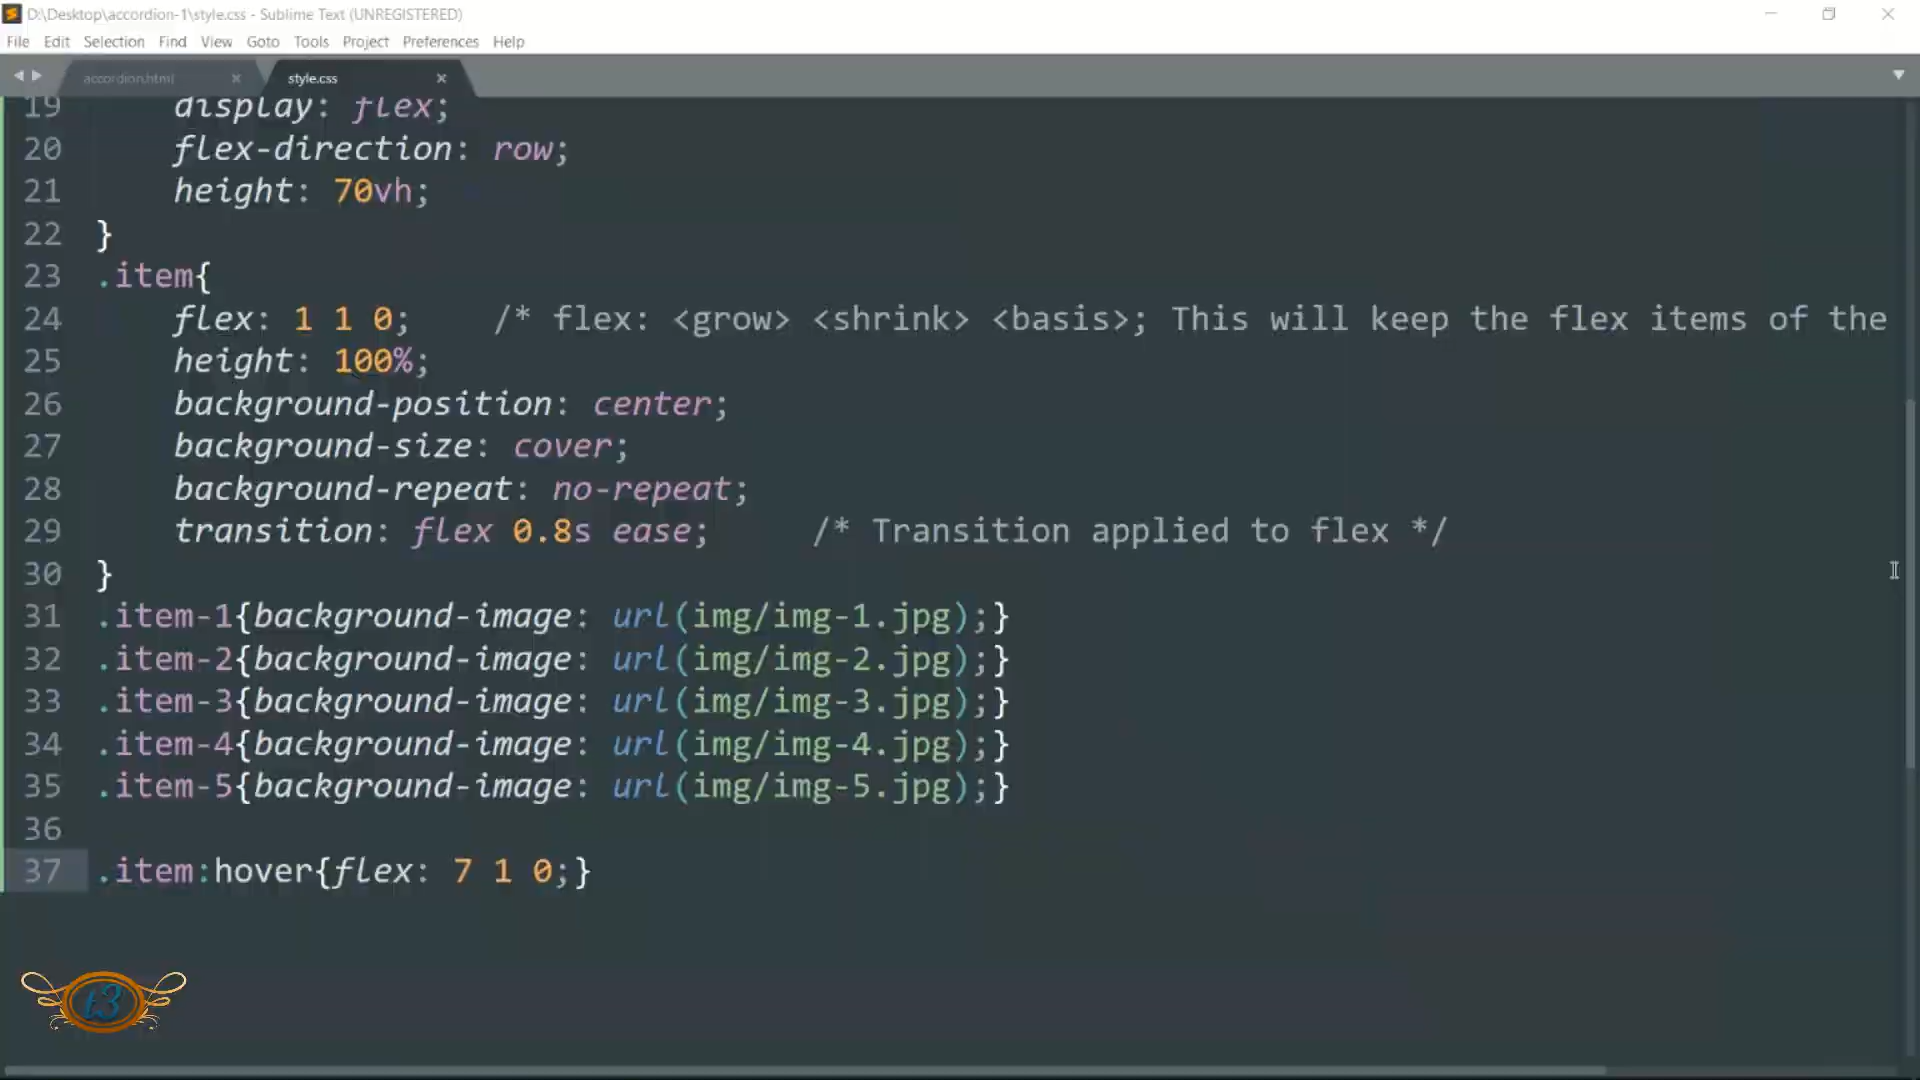 D:\Desktop\accordion-1\style.css - Sublime Text (UNREGISTERED)
File Edit Selection Find View Goto Tools Project Preferences Help
accordion.html style.css
19 display: flex;
20 flex-direction: row;
21 height: 70vh;
22 }
23 .item{
24 flex: 1 1 0; /* flex: <grow> <shrink> <basis>; This will keep the flex items of the
25 height: 100%;
26 background-position: center;
27 background-size: cover;
28 background-repeat: no-repeat;
29 transition: flex 0.8s ease; /* Transition applied to flex */
30 }
31 .item-1{background-image: url(img/img-1.jpg);}
32 .item-2{background-image: url(img/img-2.jpg);}
33 .item-3{background-image: url(img/img-3.jpg);}
34 .item-4{background-image: url(img/img-4.jpg);}
35 .item-5{background-image: url(img/img-5.jpg);}
36
37 .item:hover{flex: 7 1 0;}
t3